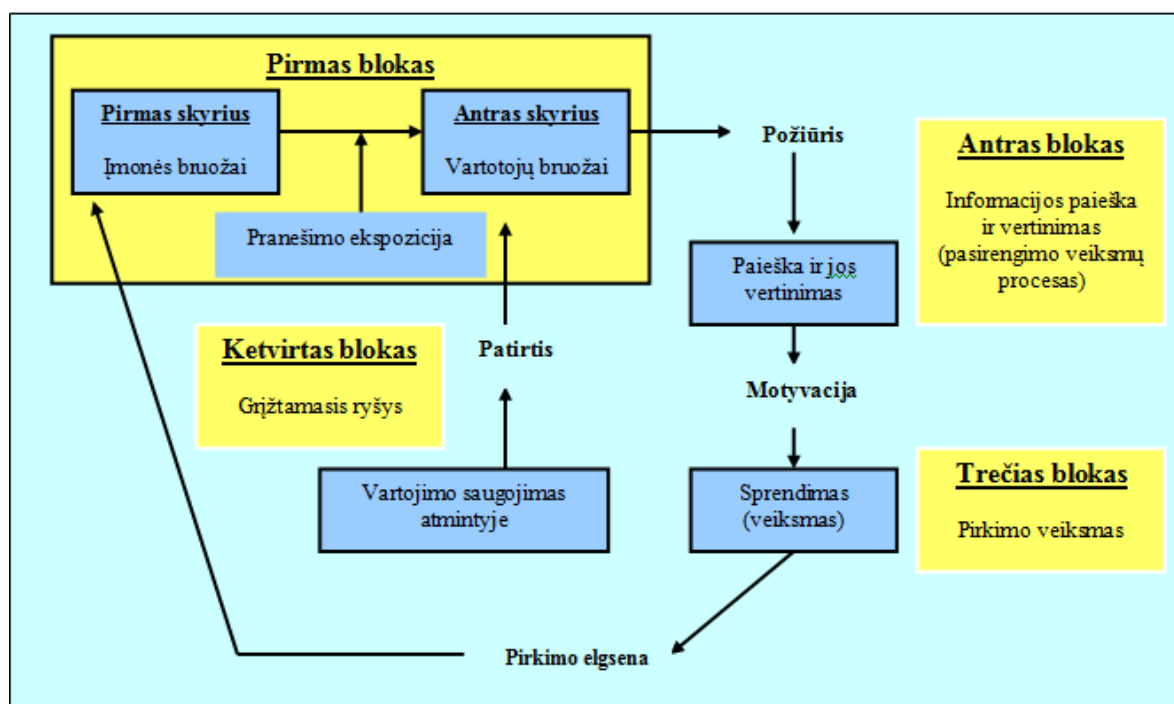 Pirmas blokas
Pirmas skyrius
Įmonės bruožai
Antras skyrius
Vartotojų bruožai
Pranešimo ekspozicija
Požiūris
Antras blokas
Informacijos paieška
ir vertinimas
(pasirengimo veiksmų
procesas)
Paieška ir jos
vertinimas
Ketvirtas blokas
Grįžtamasis ryšys
Patirtis
Motyvacija
Vartojimo saugojimas
atmintyje
Sprendimas
(veiksmas)
Trečias blokas
Pirkimo veiksmas
Pirkimo elgsena